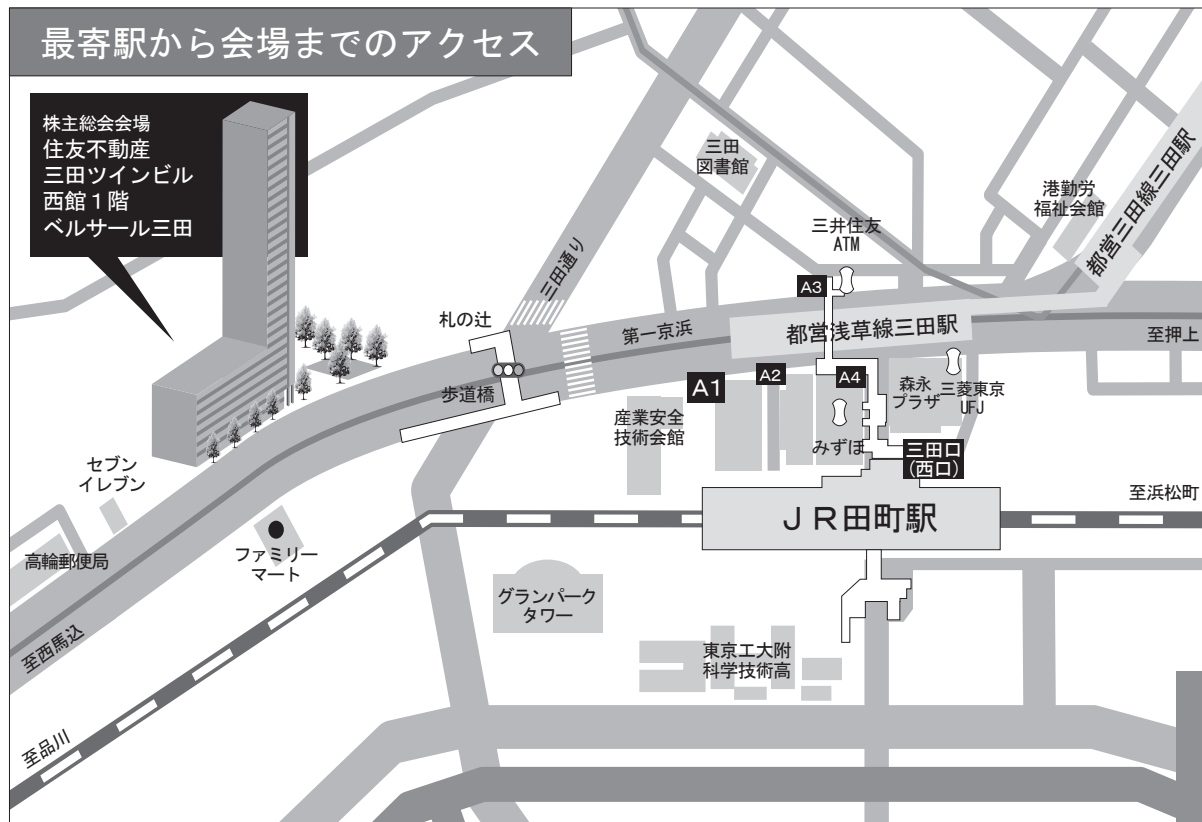 最寄駅から会場までのアクセス
株主総会会場
住友不動産
三田ツインビル
西館1階
ベルサール三田
三田
図書館
港勤労
福祉会館
都営三田線三田駅
三井住友
ATM
三田通り
A3
札の辻
第一京浜
都営浅草線三田駅
至押上
歩道橋
A1
A2
A4
森永
プラザ
三菱東京
UFJ
産業安全
技術会館
みずほ
三田口
(西口)
セブン
イレブン
至浜松町
JR田町駅
高輪郵便局
ファミリー
マート
グランパーク
タワー
至西馬込
東京工大附
科学技術高
至品川